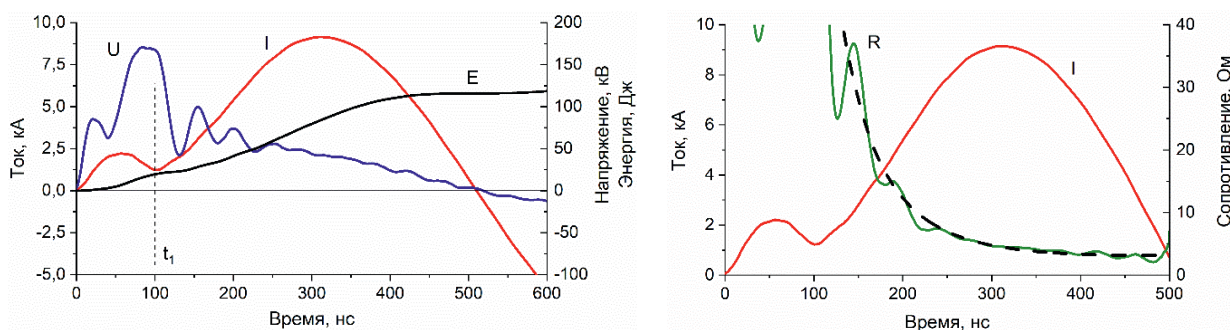 10,0
7,5
5,0
2,5
0,0
-2,5
-5,0
Ток, кА
U
I
E
t1
200
150
100
50
0
-50
-100
Напряжение, кВ
Энергия, Дж
0 100 200 300 400 500 600
Время, нс
10
8
6
4
2
0
Ток, кА
R
I
40
30
20
10
0
Сопротивление, Ом
0 100 200 300 400 500
Время, нс